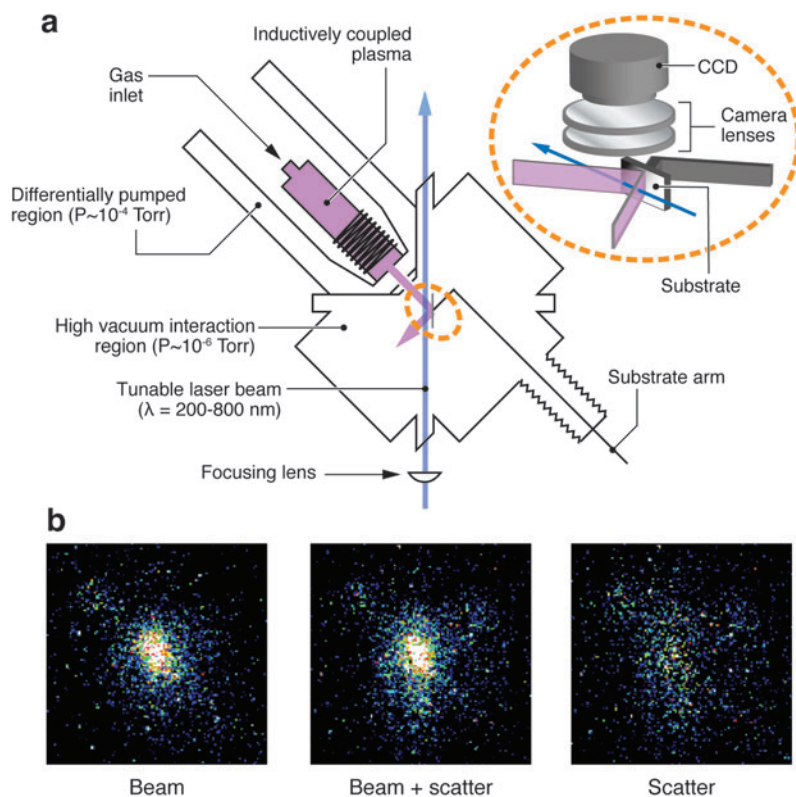 a
Inductively coupled
plasma
Gas
inlet
CCD
Camera
lenses
Differentially pumped
region (P~10⁻⁴ Torr)
Substrate
High vacuum interaction
region (P~10⁻⁶ Torr)
Tunable laser beam
(λ = 200-800 nm)
Substrate arm
Focusing lens
b
Beam
Beam + scatter
Scatter